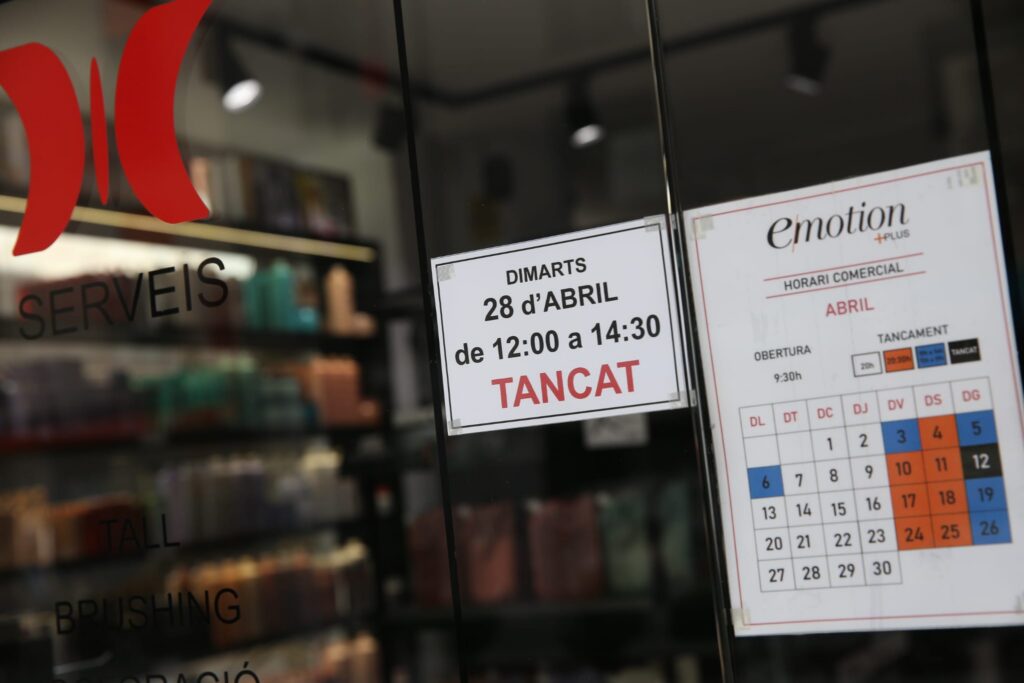 SERVEIS
TALL
BRUSHING
DIMARTS
28 d'ABRIL
de 12:00 a 14:30
TANCAT
emotion
+PLUS
HORARI COMERCIAL
ABRIL
OBERTURA
9:30h
TANCAMENT
20h 20:30h TANCAT
DL DT DC DJ DV DS DG
1 2 3 4 5
6 7 8 9 10 11 12
13 14 15 16 17 18 19
20 21 22 23 24 25 26
27 28 29 30